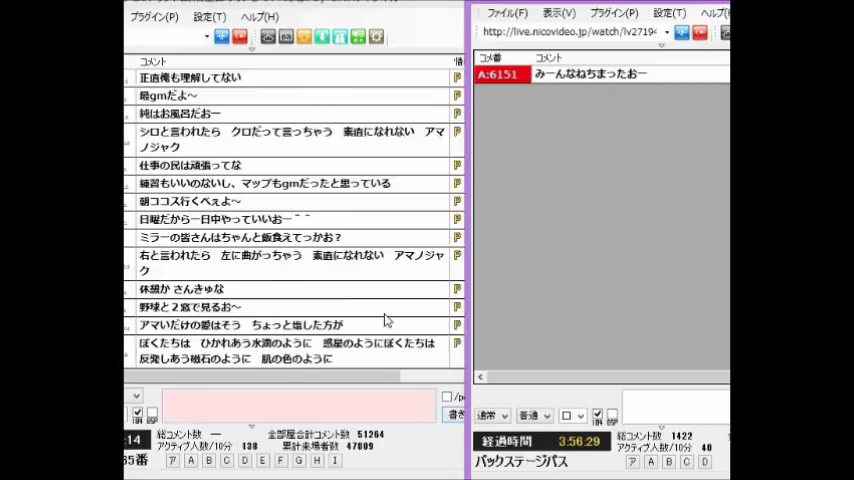 プラグイン(P) 設定(T) ヘルプ(H)
コメント
正直俺も理解してない
最gmだよ～
純はお風呂だおー
シロと言われたら クロだって言っちゃう 素直になれない アマ
ノジャク
仕事の民は頑張ってな
練習もいいのないし、マップもgmだったと思っている
朝ココス行くべぇよ～
日曜だから一日中やっていいおー＾＾
ミラーの皆さんはちゃんと飯食えてっかお？
右と言われたら 左に曲がっちゃう 素直になれない アマノジャ
ク
休憩か さんきゅな
野球と２窓で見るお～
アマいだけの愛はそう ちょっと塩した方が
ぼくたちは ひかれあう水滴のように 惑星のようにぼくたちは
反発しあう磁石のように 肌の色のように
184
書き
:14
総コメント数 ―
アクティブ人数/10分 138
全部屋合計コメント数 51264
累計来場者数 47809
65番
ア A B C D E F G H I
ファイル(F) 表示(V) プラグイン(P) 設定(T) ヘルプ(H
http://live.nicovideo.jp/watch/lv27194
コメ番 コメント
A:6151 みーんなねちまったおー
通常 普通 184
経過時間 3:56:29
総コメント数 1422
アクティブ人数/10分 40
バックステージパス
ア A B C D